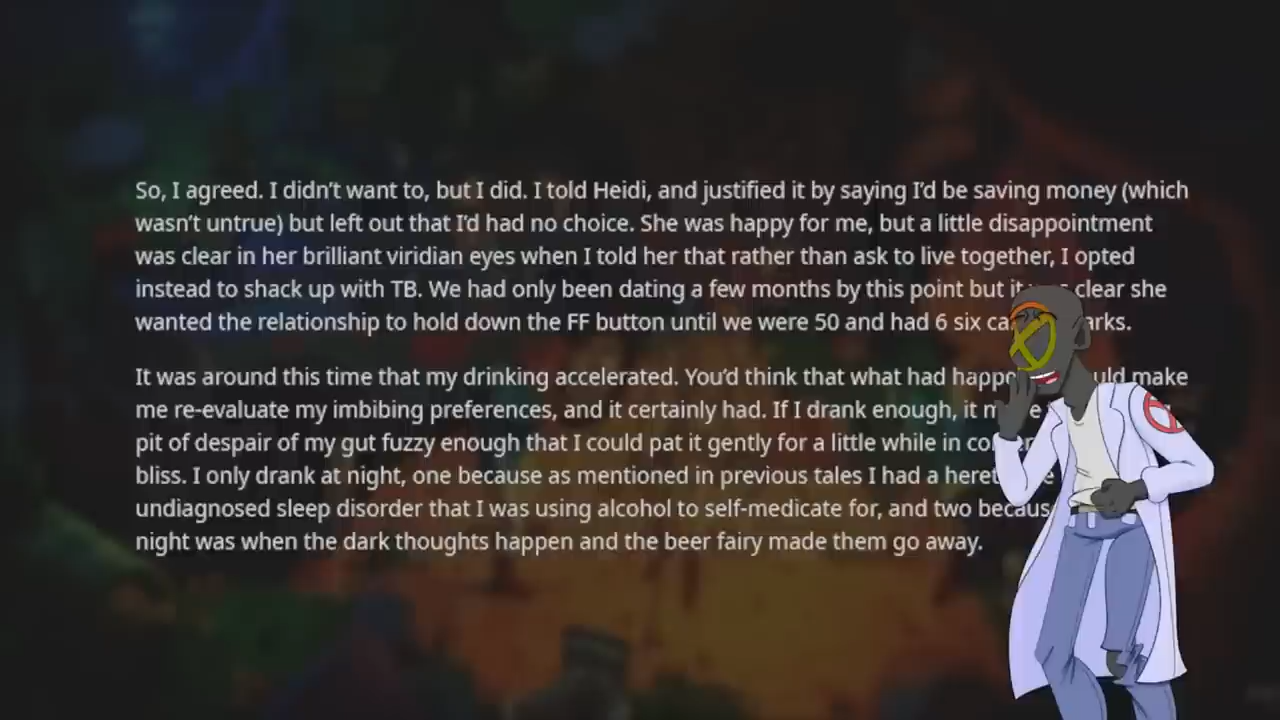 So, I agreed. I didn't want to, but I did. I told Heidi, and justified it by saying I'd be saving money (which
wasn't untrue) but left out that I'd had no choice. She was happy for me, but a little disappointment
was clear in her brilliant viridian eyes when I told her that rather than ask to live together, I opted
instead to shack up with TB. We had only been dating a few months by this point but it clear she
wanted the relationship to hold down the FF button until we were 50 and had 6 six
It was around this time that my drinking accelerated. You'd think that what had make
me re-evaluate my imbibing preferences, and it certainly had. If I drank enough, it
pit of despair of my gut fuzzy enough that I could pat it gently for a little while in
bliss. I only drank at night, one because as mentioned in previous tales I had a
undiagnosed sleep disorder that I was using alcohol to self-medicate for, and two because
night was when the dark thoughts happen and the beer fairy made them go away.